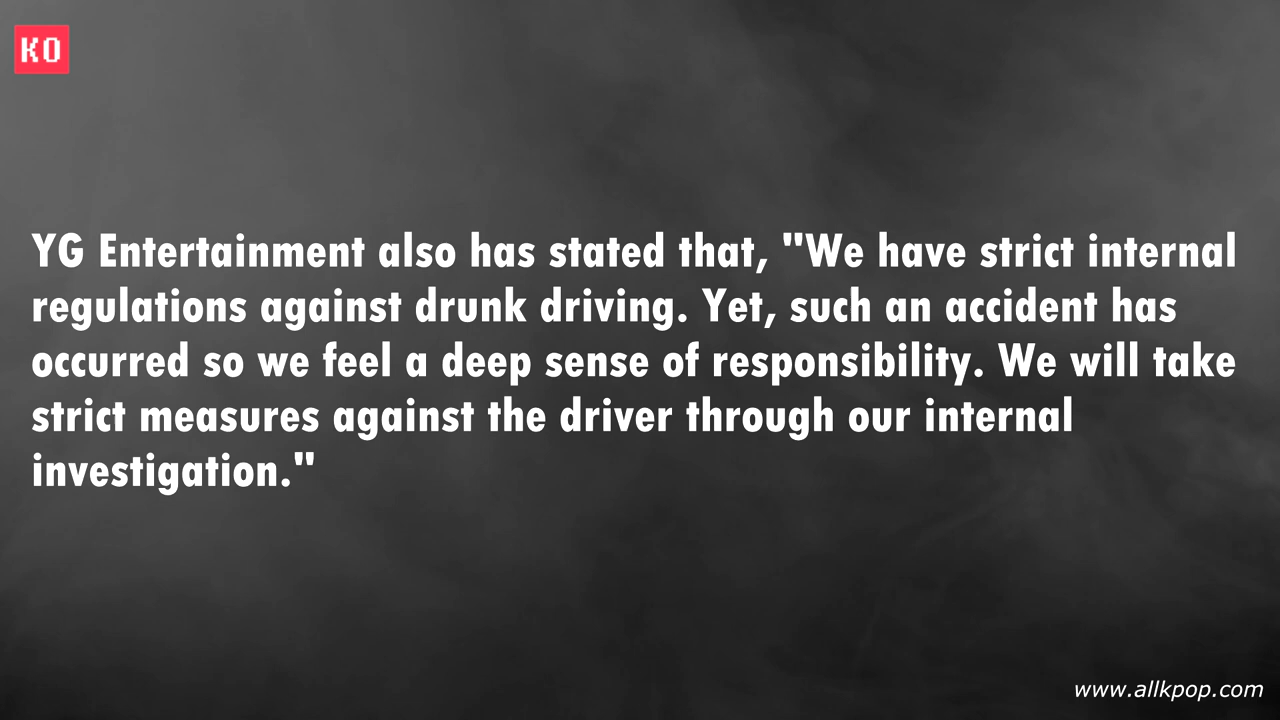 KO
YG Entertainment also has stated that, "We have strict internal
regulations against drunk driving. Yet, such an accident has
occurred so we feel a deep sense of responsibility. We will take
strict measures against the driver through our internal
investigation."
www.allkpop.com